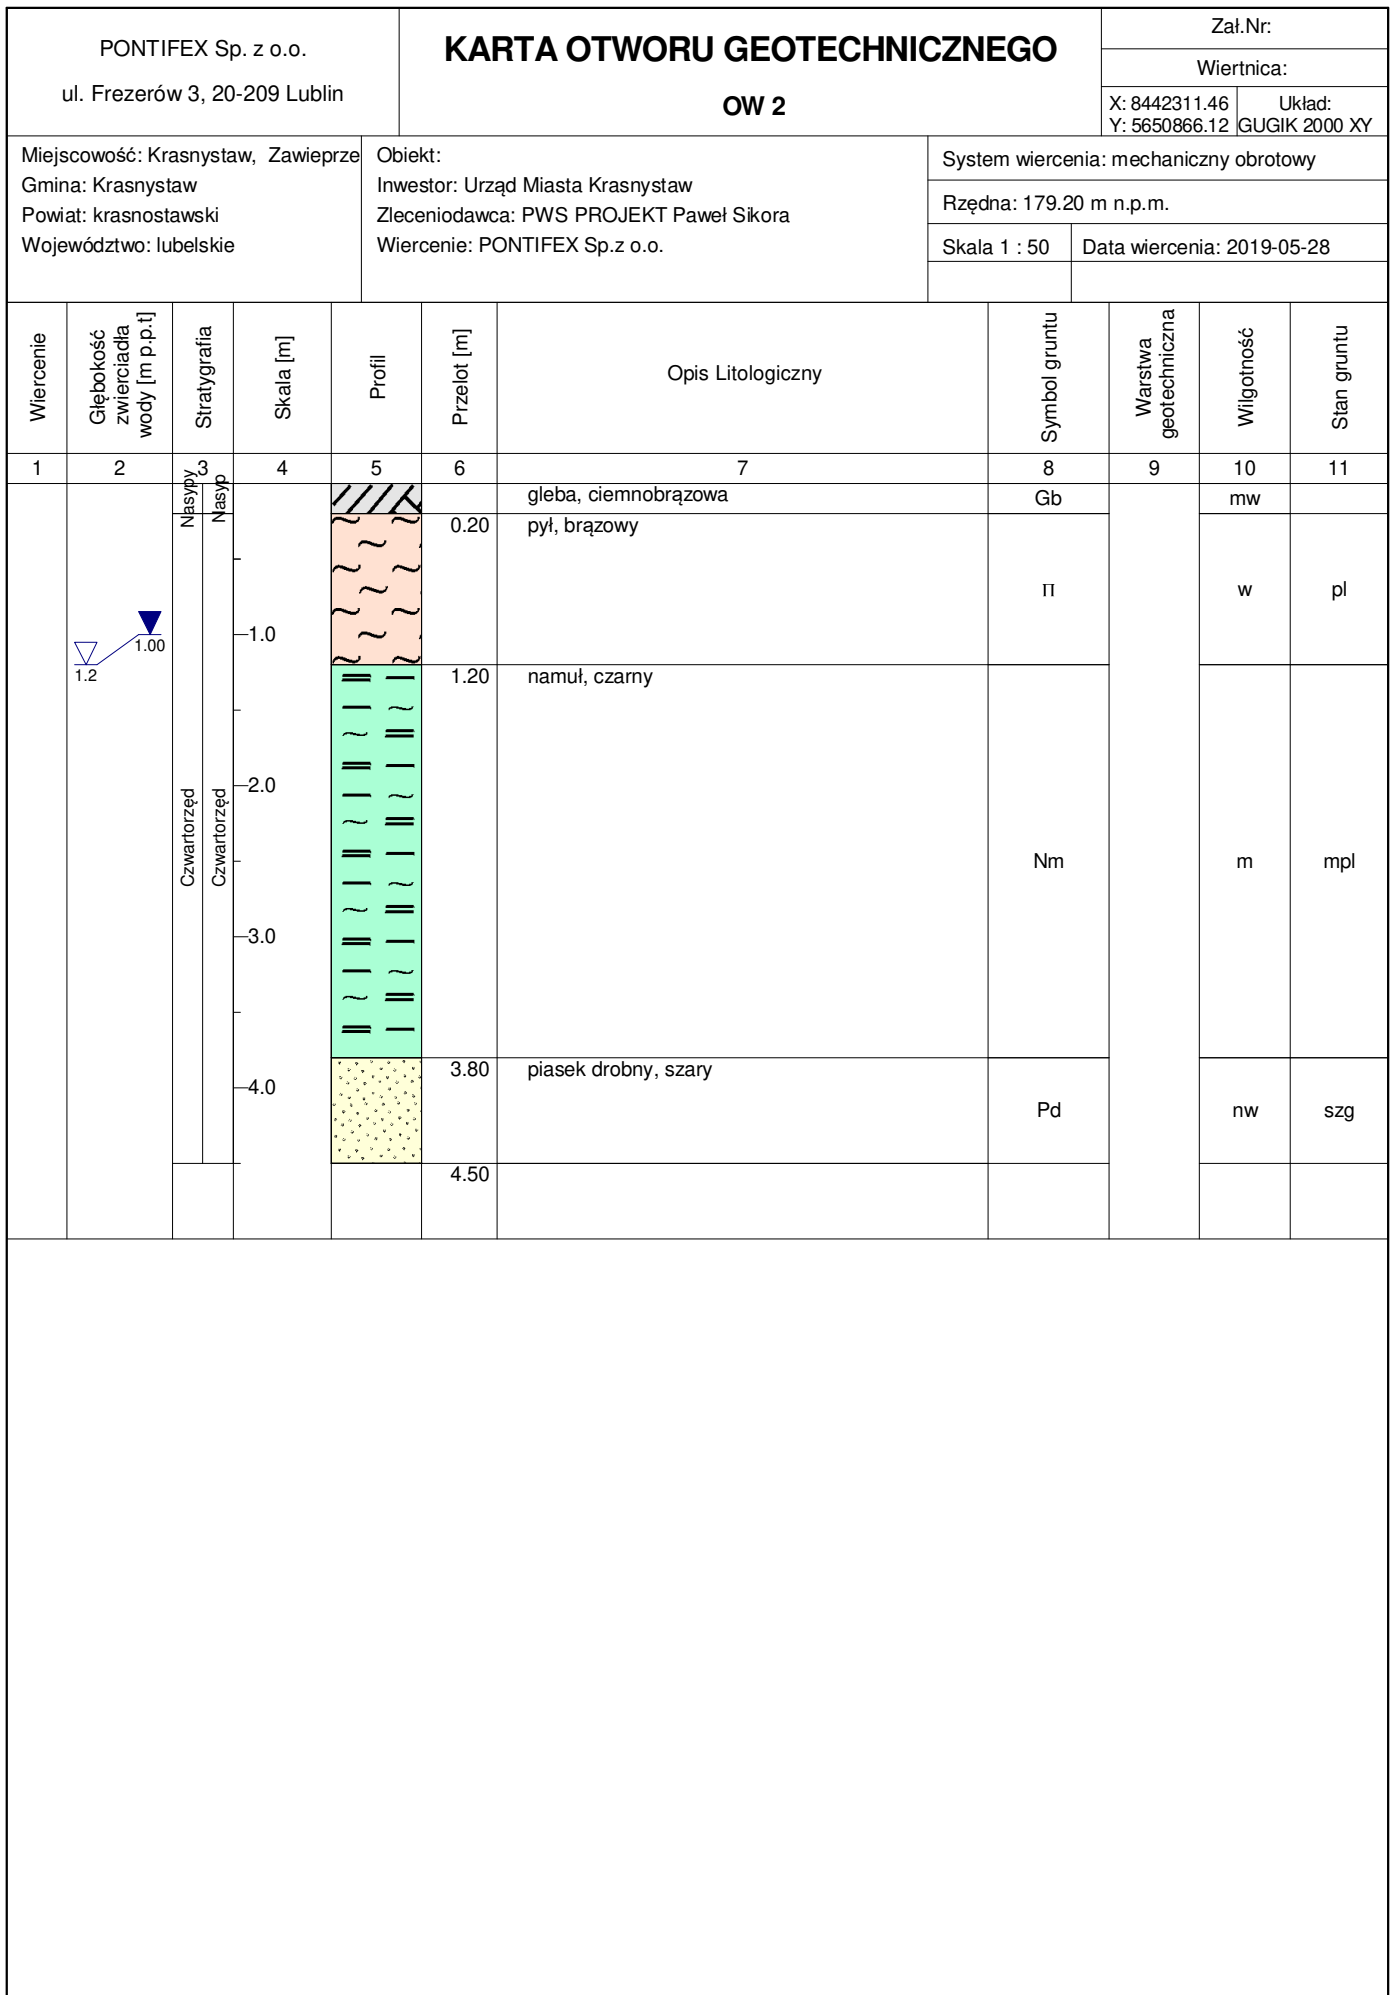 PONTIFEX Sp. z o.o.
ul. Frezerów 3, 20-209 Lublin
KARTA OTWORU GEOTECHNICZNEGO
OW 2
Zał.Nr:
Wiertnica:
X: 8442311.46
Y: 5650866.12
Układ:
GUGIK 2000 XY
Miejscowość: Krasnystaw, Zawieprze
Gmina: Krasnystaw
Powiat: krasnostawski
Województwo: lubelskie
Obiekt:
Inwestor: Urząd Miasta Krasnystaw
Zleceniodawca: PWS PROJEKT Paweł Sikora
Wiercenie: PONTIFEX Sp.z o.o.
System wiercenia: mechaniczny obrotowy
Rzędna: 179.20 m n.p.m.
Skala 1 : 50
Data wiercenia: 2019-05-28
Wiercenie
Głębokość
zwierciadła
wody [m p.p.t]
Stratygrafia
Skala [m]
Profil
Przelot [m]
Opis Litologiczny
Symbol gruntu
Warstwa
geotechniczna
Wilgotność
Stan gruntu
1 2 3 4 5 6 7 8 9 10 11
Nasypy
Nasyp
gleba, ciemnobrązowa
Gb
mw
0.20
pył, brązowy
Π
w
pl
1.0
1.00
1.2
1.20
namuł, czarny
2.0
Czwartorzęd
Czwartorzęd
Nm
m
mpl
3.0
3.80
piasek drobny, szary
4.0
Pd
nw
szg
4.50